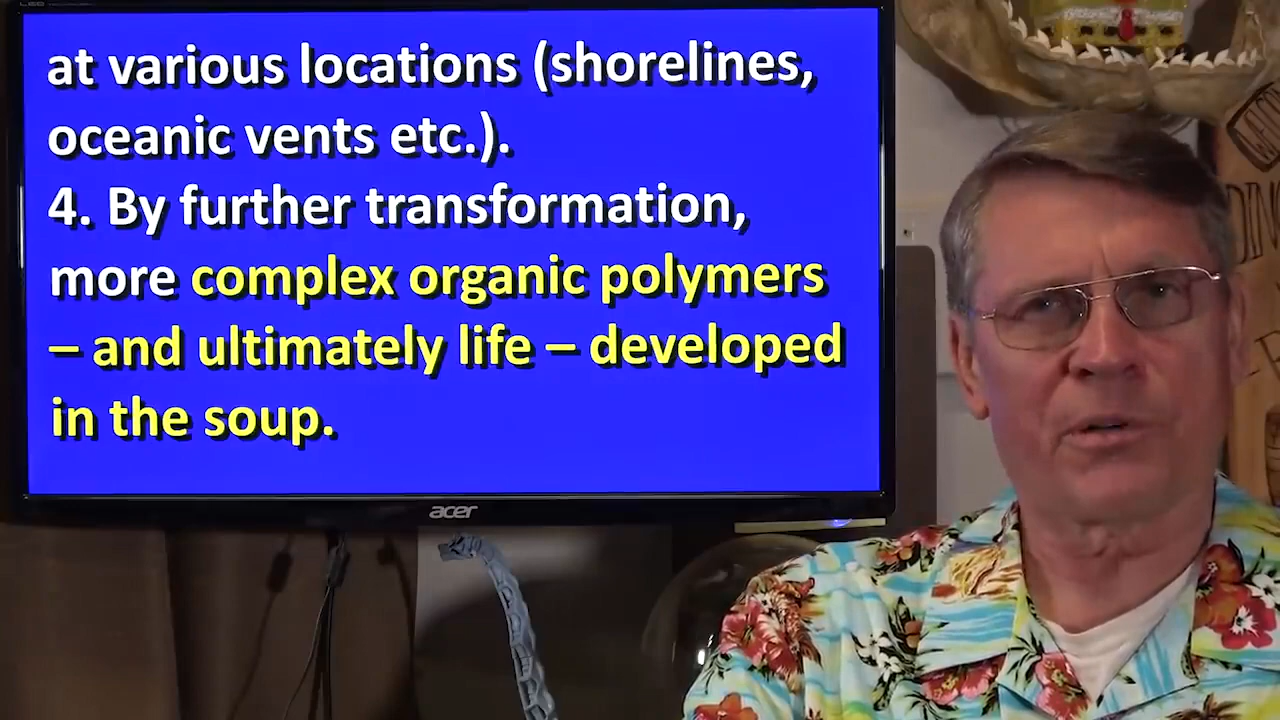 at various locations (shorelines,
oceanic vents etc.).
4. By further transformation,
more complex organic polymers
– and ultimately life – developed
in the soup.
acer